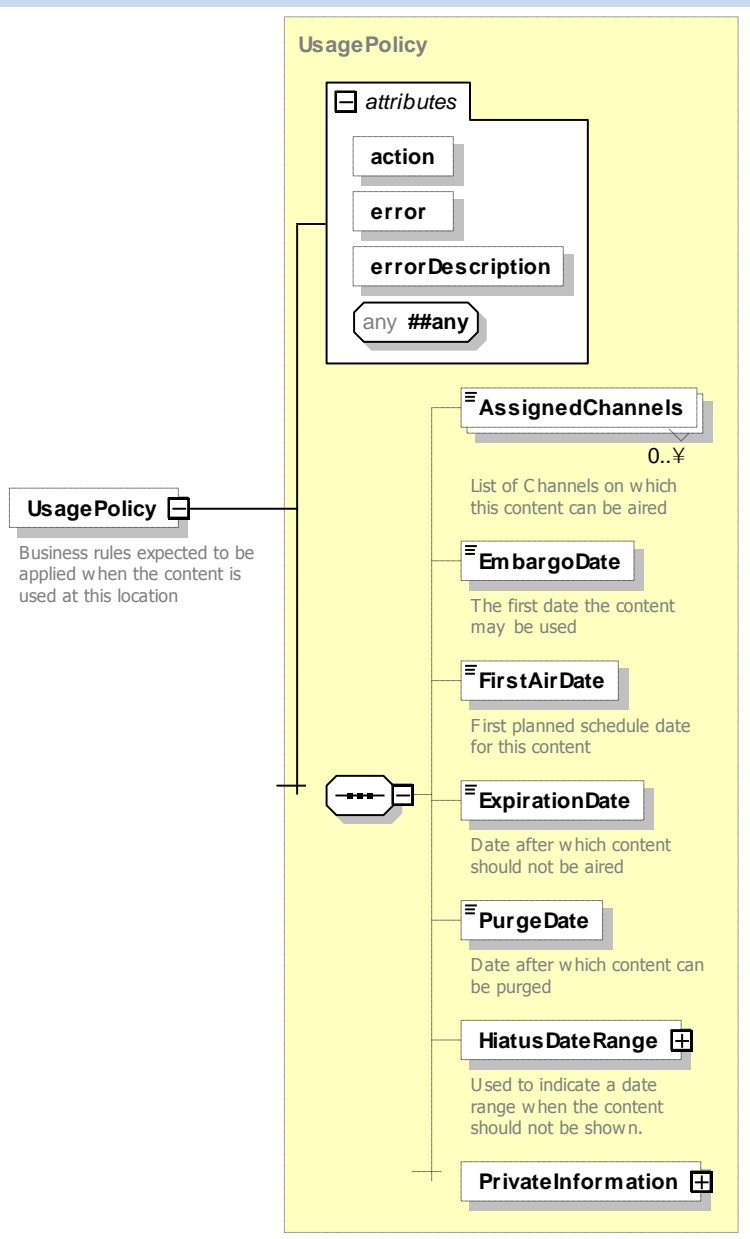 UsagePolicy
attributes
action
error
errorDescription
any ##any
AssignedChannels
0..¥
List of Channels on which
this content can be aired
UsagePolicy
Business rules expected to be
applied when the content is
used at this location
EmbargoDate
The first date the content
may be used
FirstAirDate
First planned schedule date
for this content
ExpirationDate
Date after which content
should not be aired
PurgeDate
Date after which content can
be purged
HiatusDateRange
Used to indicate a date
range when the content
should not be shown.
PrivateInformation